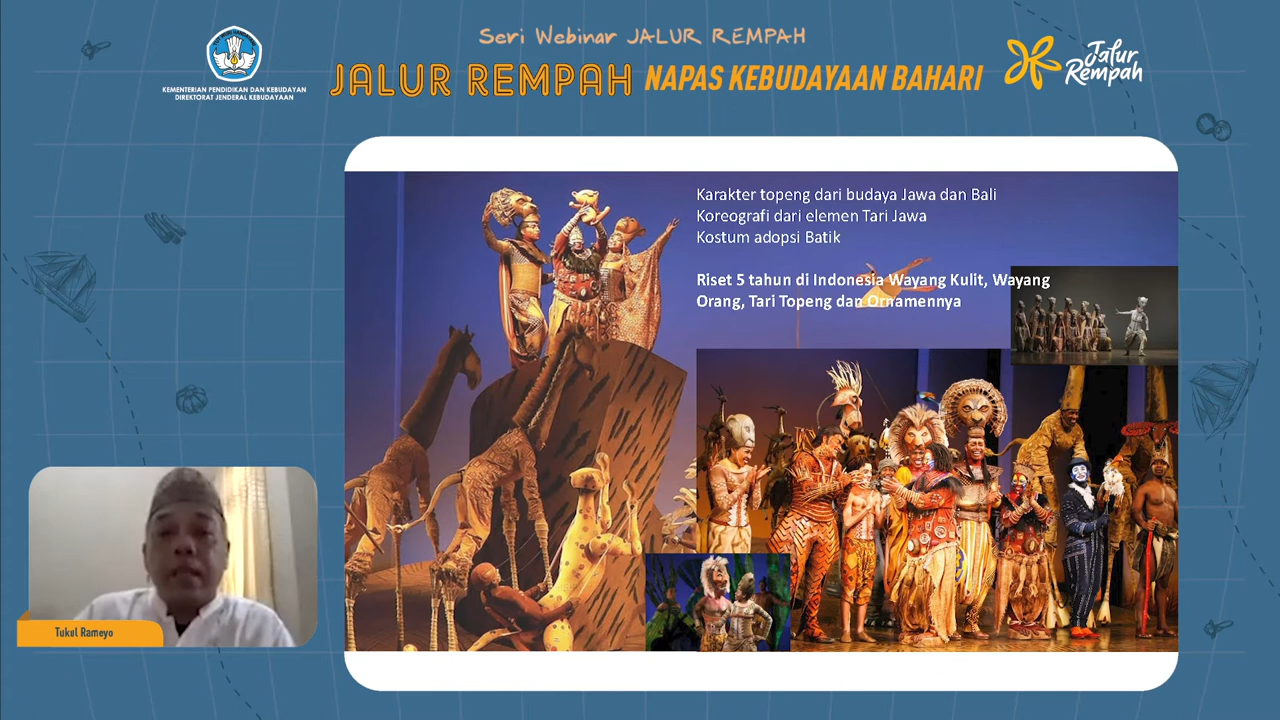 Seri Webinar JALUR REMPAH
JALUR REMPAH NAPAS KEBUDAYAAN BAHARI
KEMENTERIAN PENDIDIKAN DAN KEBUDAYAAN
DIREKTORAT JENDERAL KEBUDAYAAN
Jalur
Rempah
Karakter topeng dari budaya Jawa dan Bali
Koreografi dari elemen Tari Jawa
Kostum adopsi Batik
Riset 5 tahun di Indonesia Wayang Kulit, Wayang
Orang, Tari Topeng dan Ornamennya
Tukul Rameyo